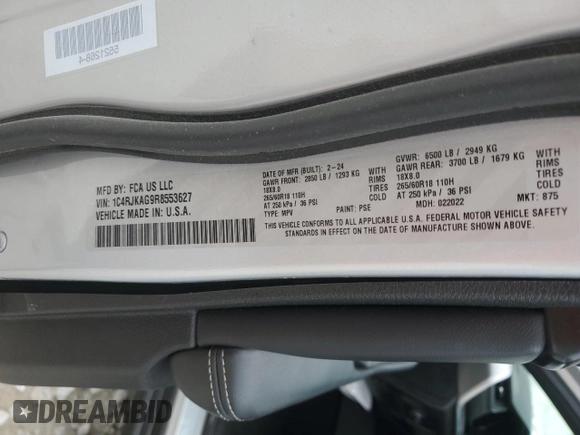 5521268-4
MFD BY: FCA US LLC
VIN: 1C4RJKAG9R8553627
VEHICLE MADE IN: U.S.A.
DATE OF MFR (BUILT): 2-24
GAWR FRONT: 2850 LB / 1293 KG
18X8.0
265/60R18 110H
AT 250 kPa / 36 PSI
TYPE: MPV
PAINT: PSE
WITH
TIRES
RIMS AT
COLD
GVWR: 6500 LB / 2949 KG
GAWR REAR: 3700 LB / 1679 KG
18X8.0
265/60R18 110H
AT 250 kPa / 36 PSI
MDH: 022022
WITH
TIRES
RIMS AT
COLD
MKT: 875
THIS VEHICLE CONFORMS TO ALL APPLICABLE U.S.A. FEDERAL MOTOR VEHICLE SAFETY
STANDARDS IN EFFECT ON THE DATE OF MANUFACTURE SHOWN ABOVE.
DREAMBID